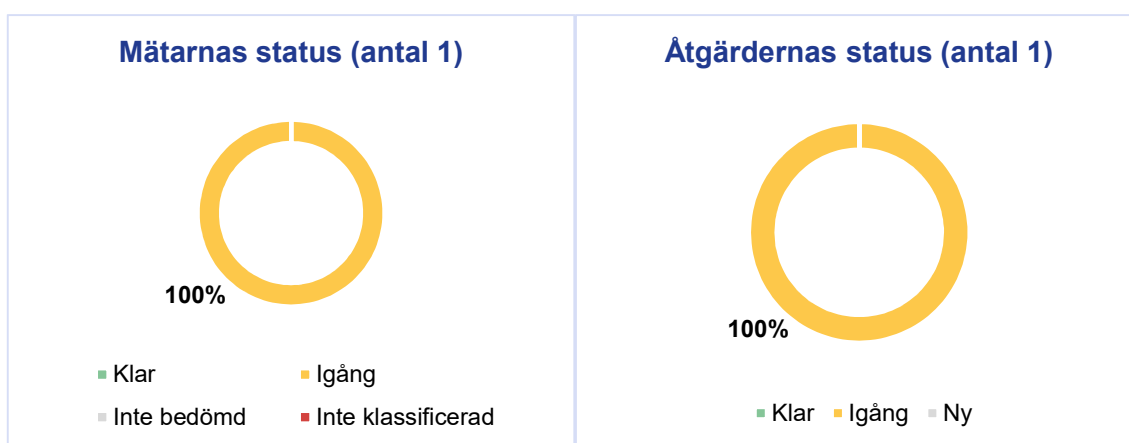 Mätarnas status (antal 1)
100%
Klar
Igång
Inte bedömd
Inte klassificerad
Åtgärdernas status (antal 1)
100%
Klar Igång Ny